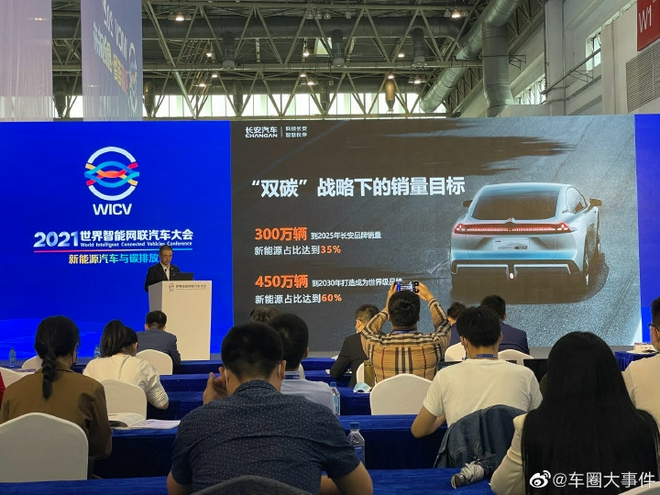 W1
WICV
2021世界智能网联汽车大会
World Intelligent Connected Vehicles Conference
新能源汽车与碳排放
长安汽车
CHANGAN
科技长安
智慧伙伴
“双碳”战略下的销量目标
300万辆 到2025年长安品牌销量
新能源占比达到35%
450万辆 到2030年打造成为世界级品牌
新能源占比达到60%
@车圈大事件